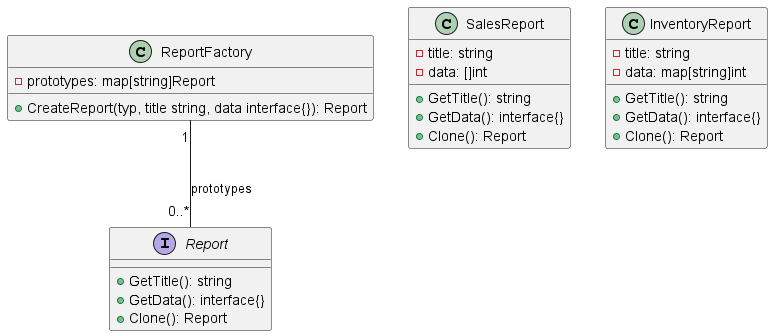 C ReportFactory
prototypes: map[string]Report
CreateReport(typ, title string, data interface{}): Report
C SalesReport
title: string
data: []int
GetTitle(): string
GetData(): interface{}
Clone(): Report
C InventoryReport
title: string
data: map[string]int
GetTitle(): string
GetData(): interface{}
Clone(): Report
1
prototypes
0..*
I Report
GetTitle(): string
GetData(): interface{}
Clone(): Report